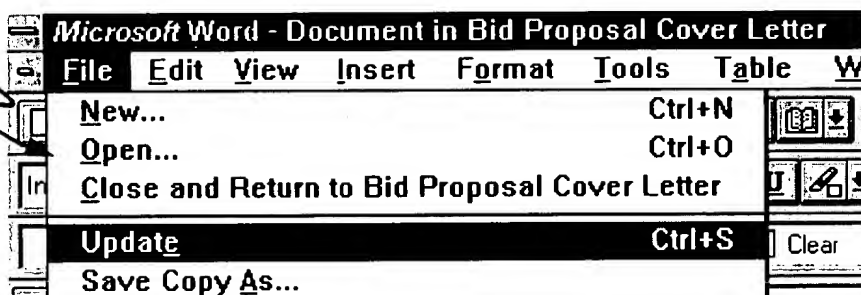 Microsoft Word - Document in Bid Proposal Cover Letter
File Edit View Insert Format Tools Table W
New... Ctrl+N
Open... Ctrl+O
Close and Return to Bid Proposal Cover Letter
In U
Update Ctrl+S
Clear
Save Copy As...